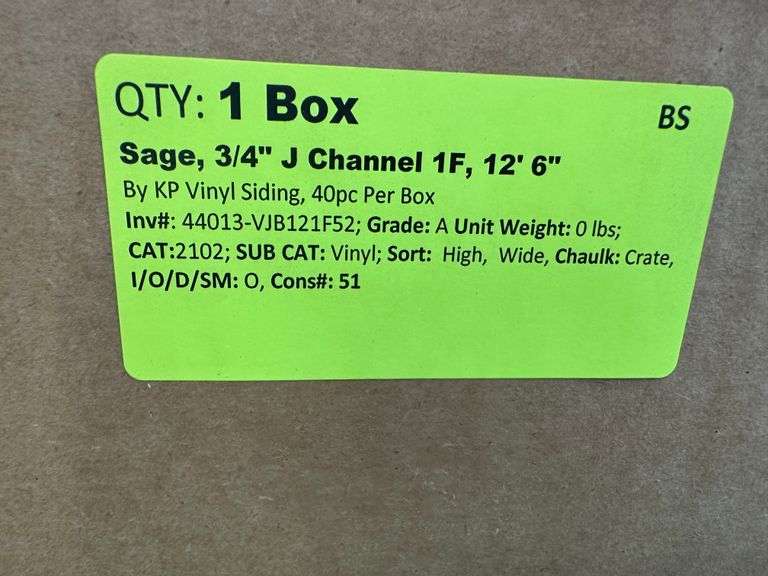 QTY: 1 Box
BS
Sage, 3/4" J Channel 1F, 12' 6"
By KP Vinyl Siding, 40pc Per Box
Inv#: 44013-VJB121F52; Grade: A Unit Weight: 0 lbs;
CAT:2102; SUB CAT: Vinyl; Sort: High, Wide, Chaulk: Crate,
I/O/D/SM: O, Cons#: 51